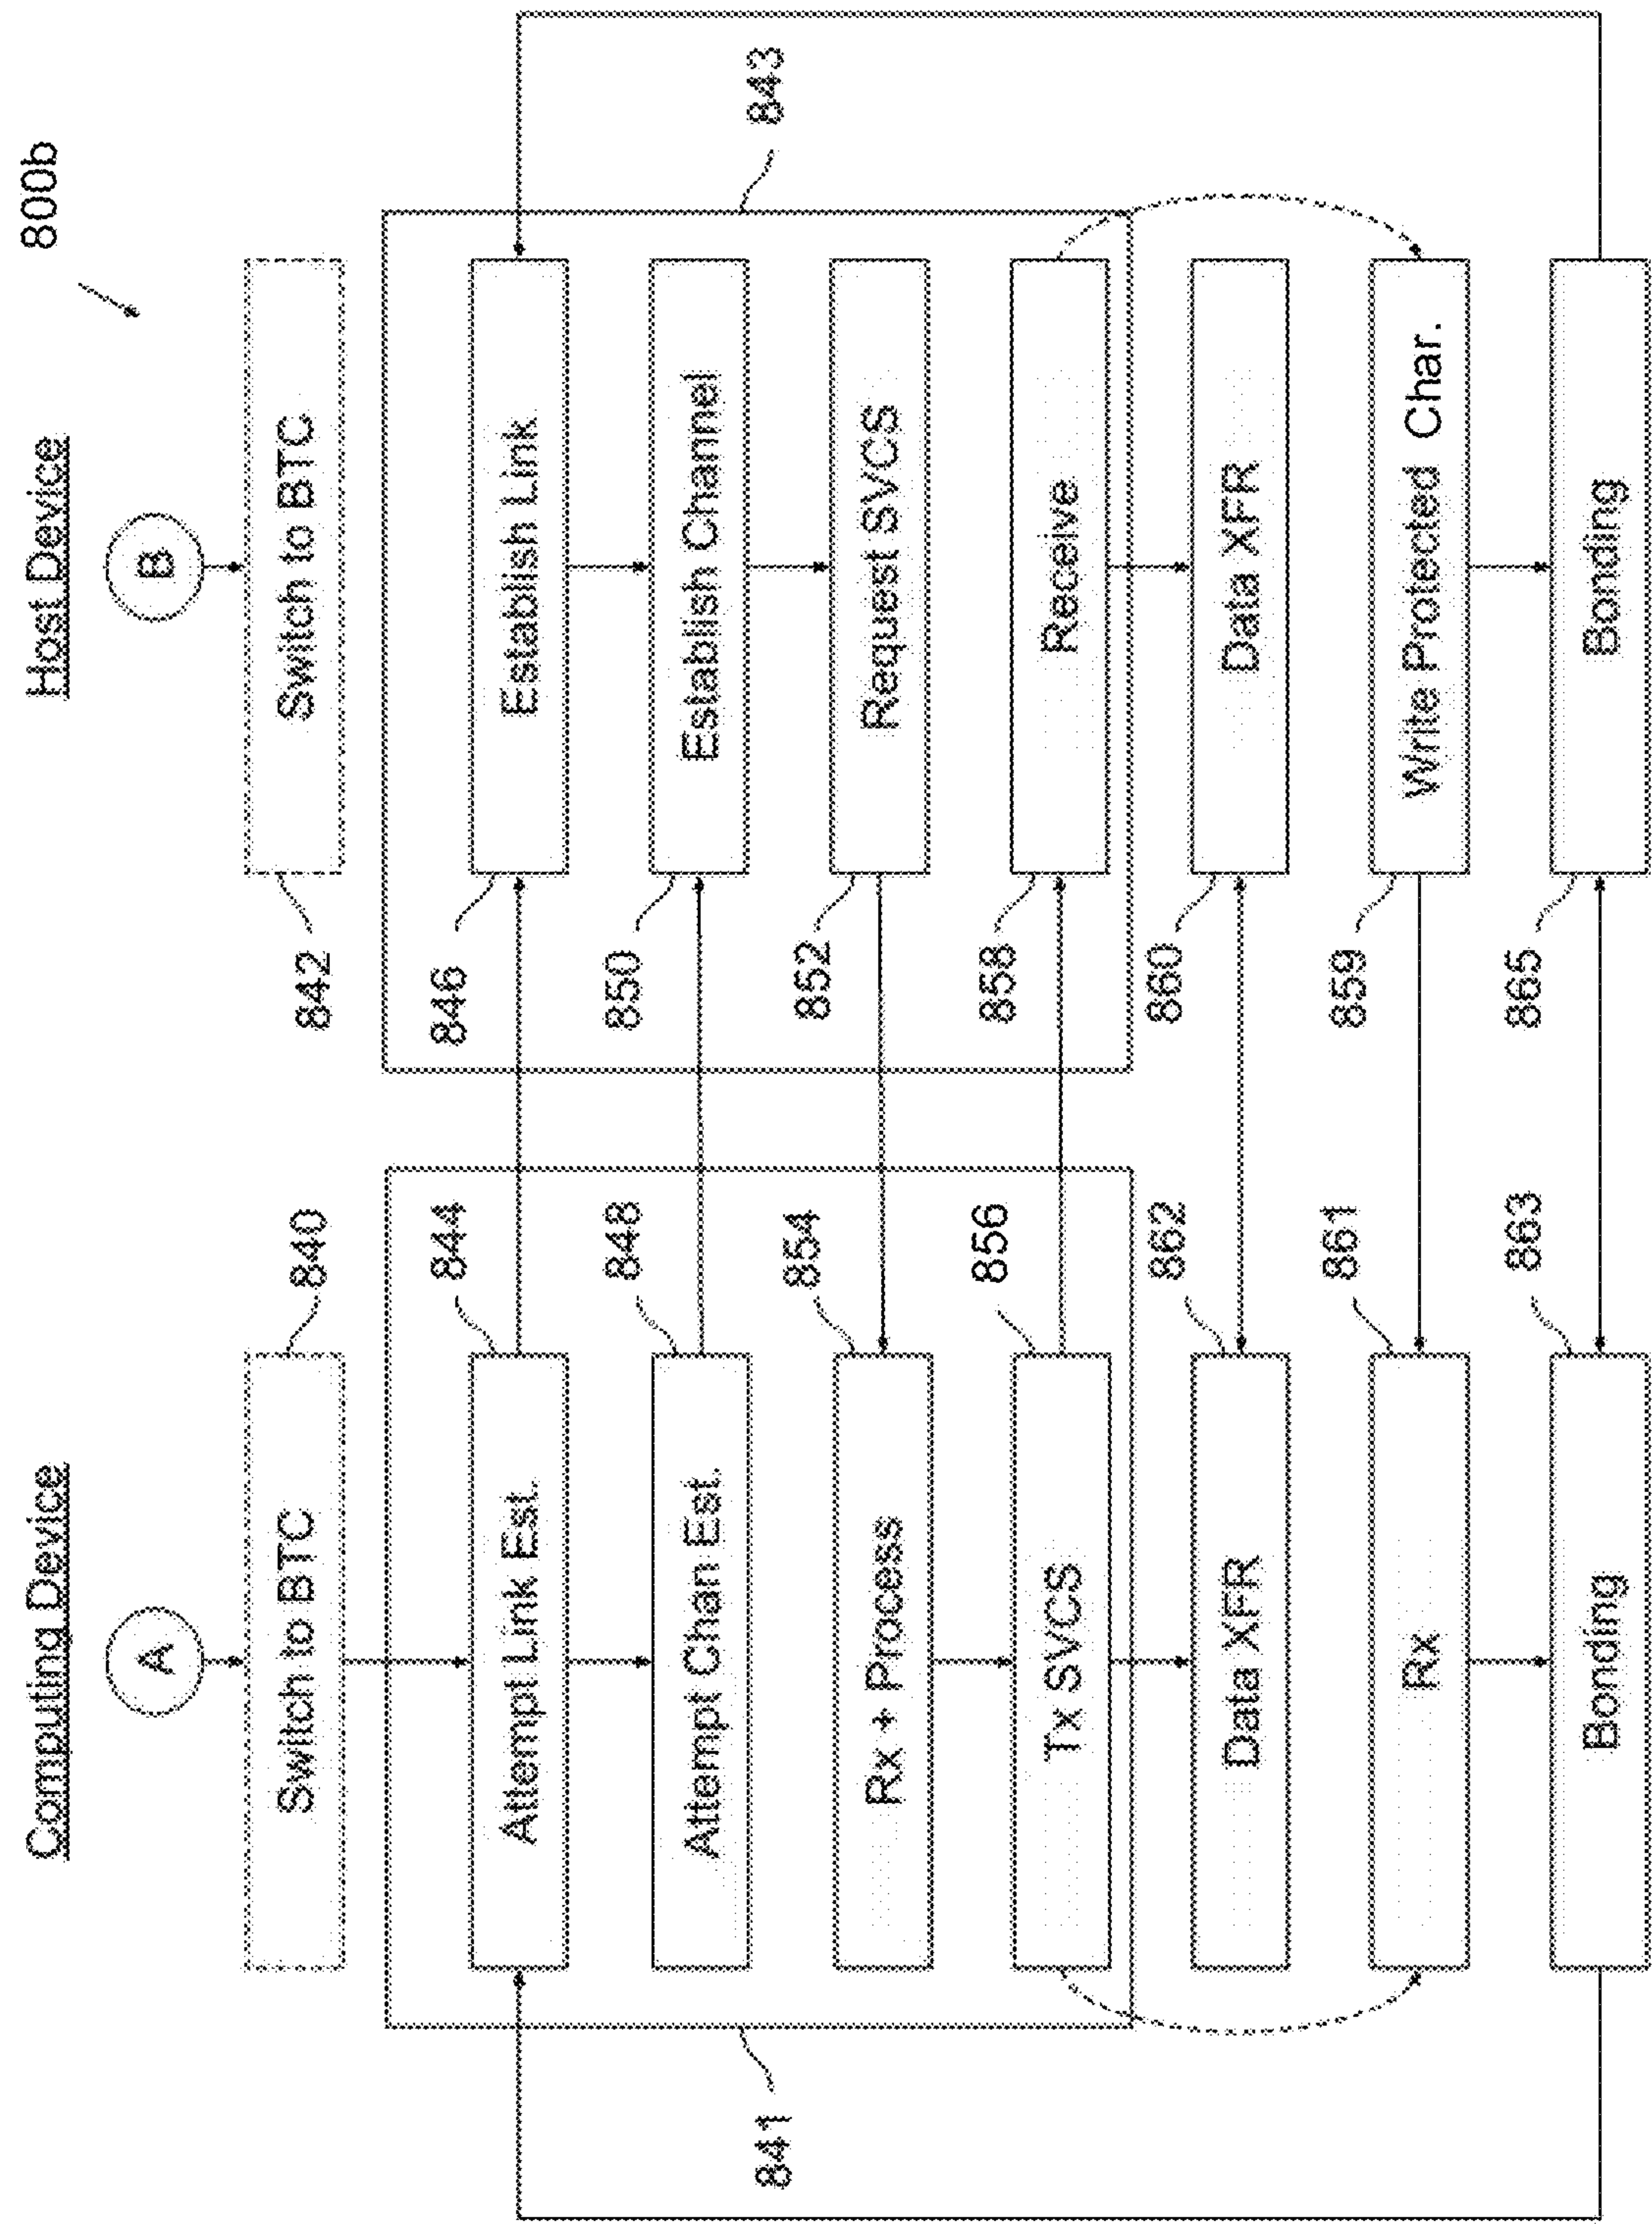 800b
Computing Device
Host Device
A
B
Switch to BTC
840
Switch to BTC
842
841
843
Attempt Link Est.
844
Establish Link
846
Attempt Chan Est.
848
Establish Channel
850
Rx + Process
854
Request SVCS
852
Tx SVCS
856
Receive
858
Data XFR
862
Data XFR
860
Rx
861
Write Protected Char.
859
Bonding
863
Bonding
865